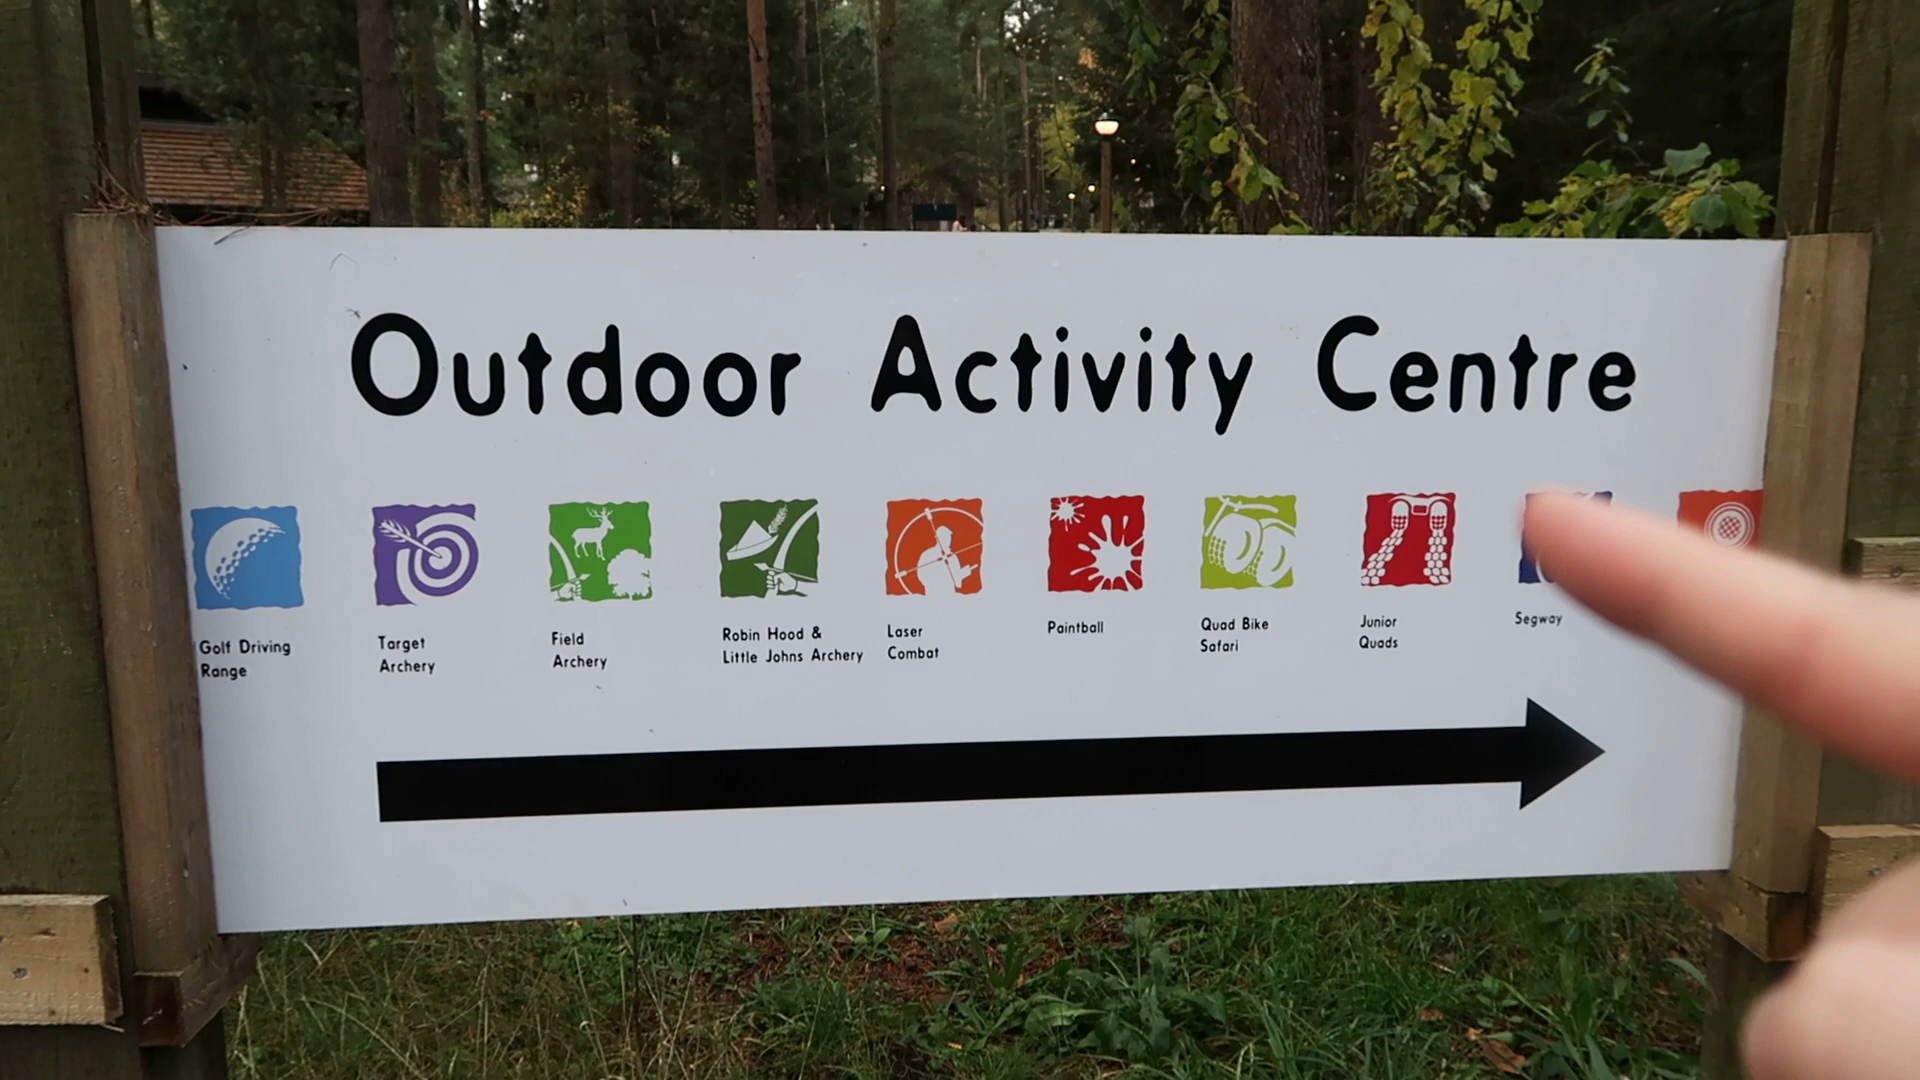 Outdoor Activity Centre
Golf Driving
Range
Target
Archery
Field
Archery
Robin Hood &
Little Johns Archery
Laser
Combat
Paintball
Quad Bike
Safari
Junior
Quads
Segway